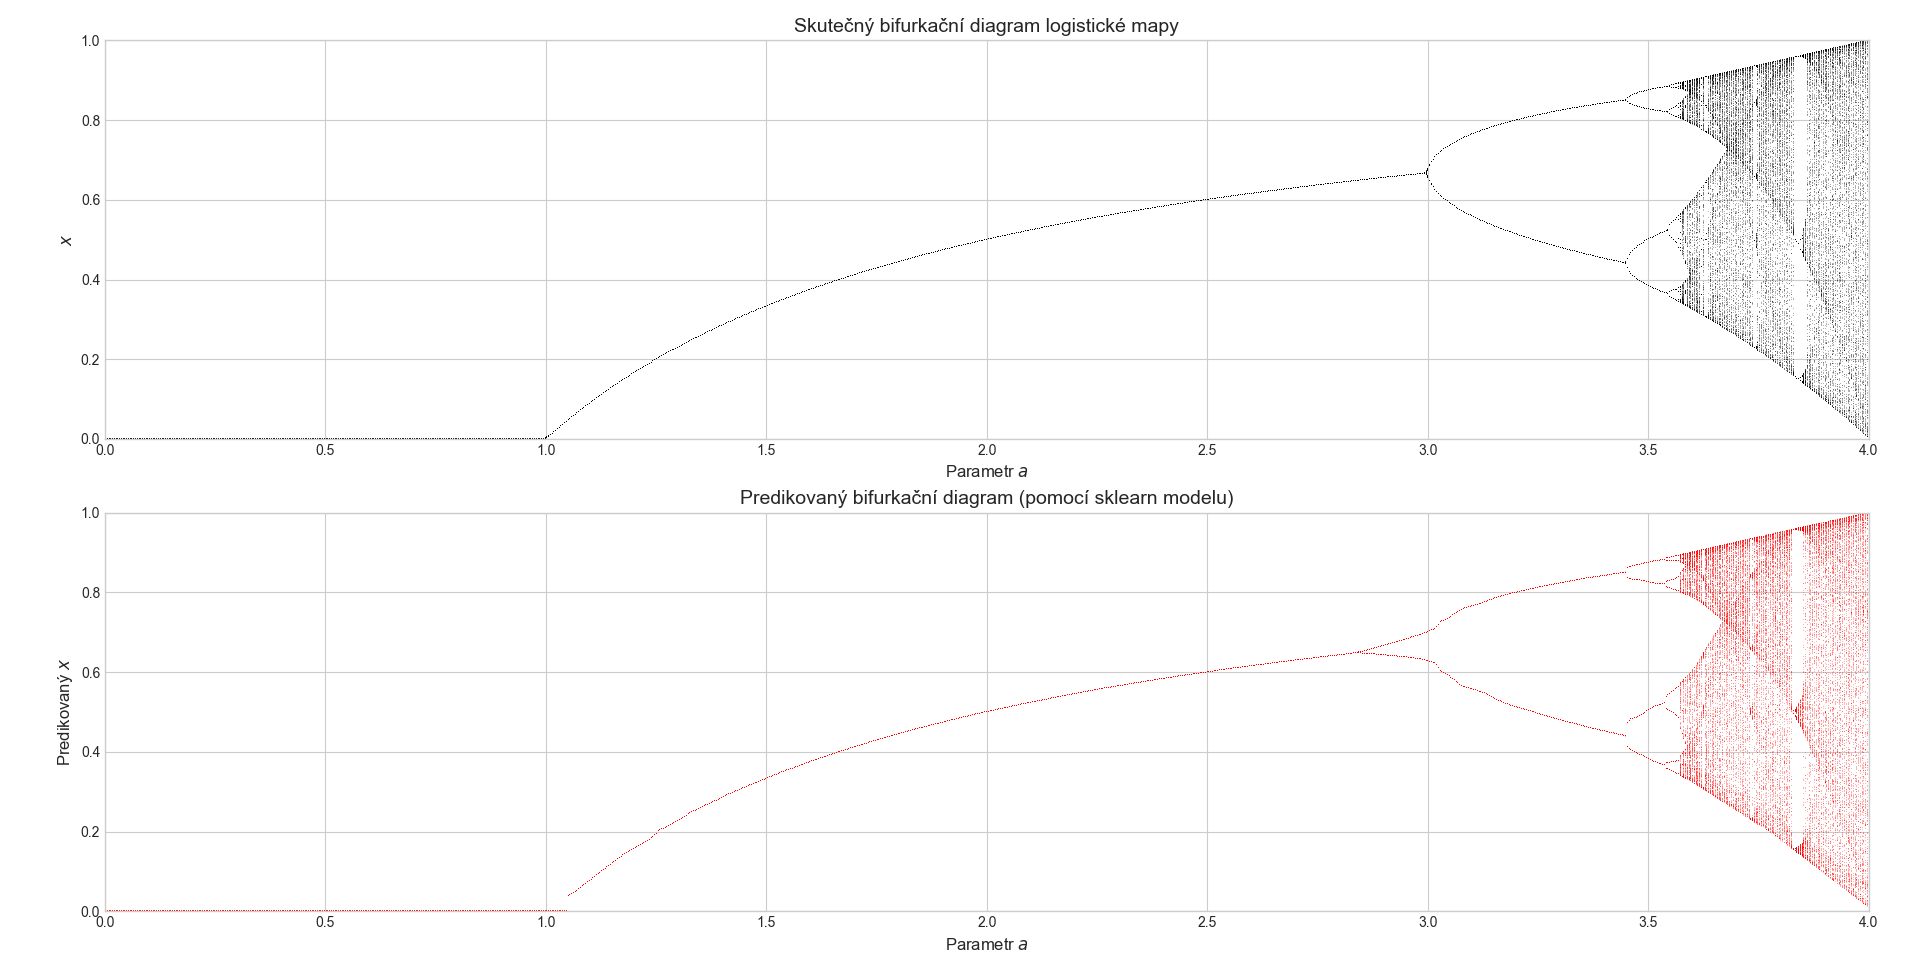 Skutečný bifurkační diagram logistické mapy
1.0
0.8
0.6
0.4
0.2
0.0
x
0.0 0.5 1.0 1.5 2.0 2.5 3.0 3.5 4.0
Parametr a
Predikovaný bifurkační diagram (pomocí sklearn modelu)
1.0
0.8
0.6
0.4
0.2
0.0
Predikovaný x
0.0 0.5 1.0 1.5 2.0 2.5 3.0 3.5 4.0
Parametr a